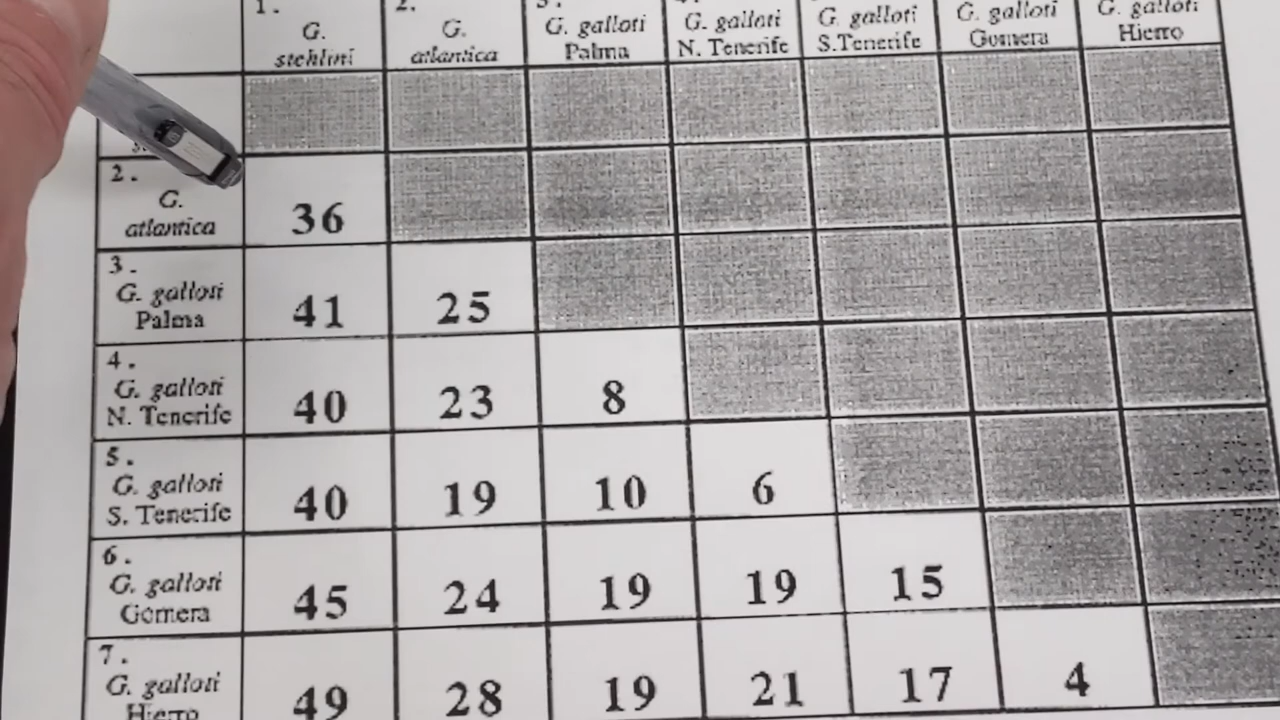 1. G. stehlini
2. G. atlantica
G. galloti Palma
G. galloti N. Tenerife
G. galloti S.Tenerife
G. galloti Gomera
G. galloti Hierro
2. G. atlantica
36
3. G. galloti Palma
41 25
4. G. galloti N. Tenerife
40 23 8
5. G. galloti S. Tenerife
40 19 10 6
6. G. galloti Gomera
45 24 19 19 15
7. G. galloti Hierro
49 28 19 21 17 4